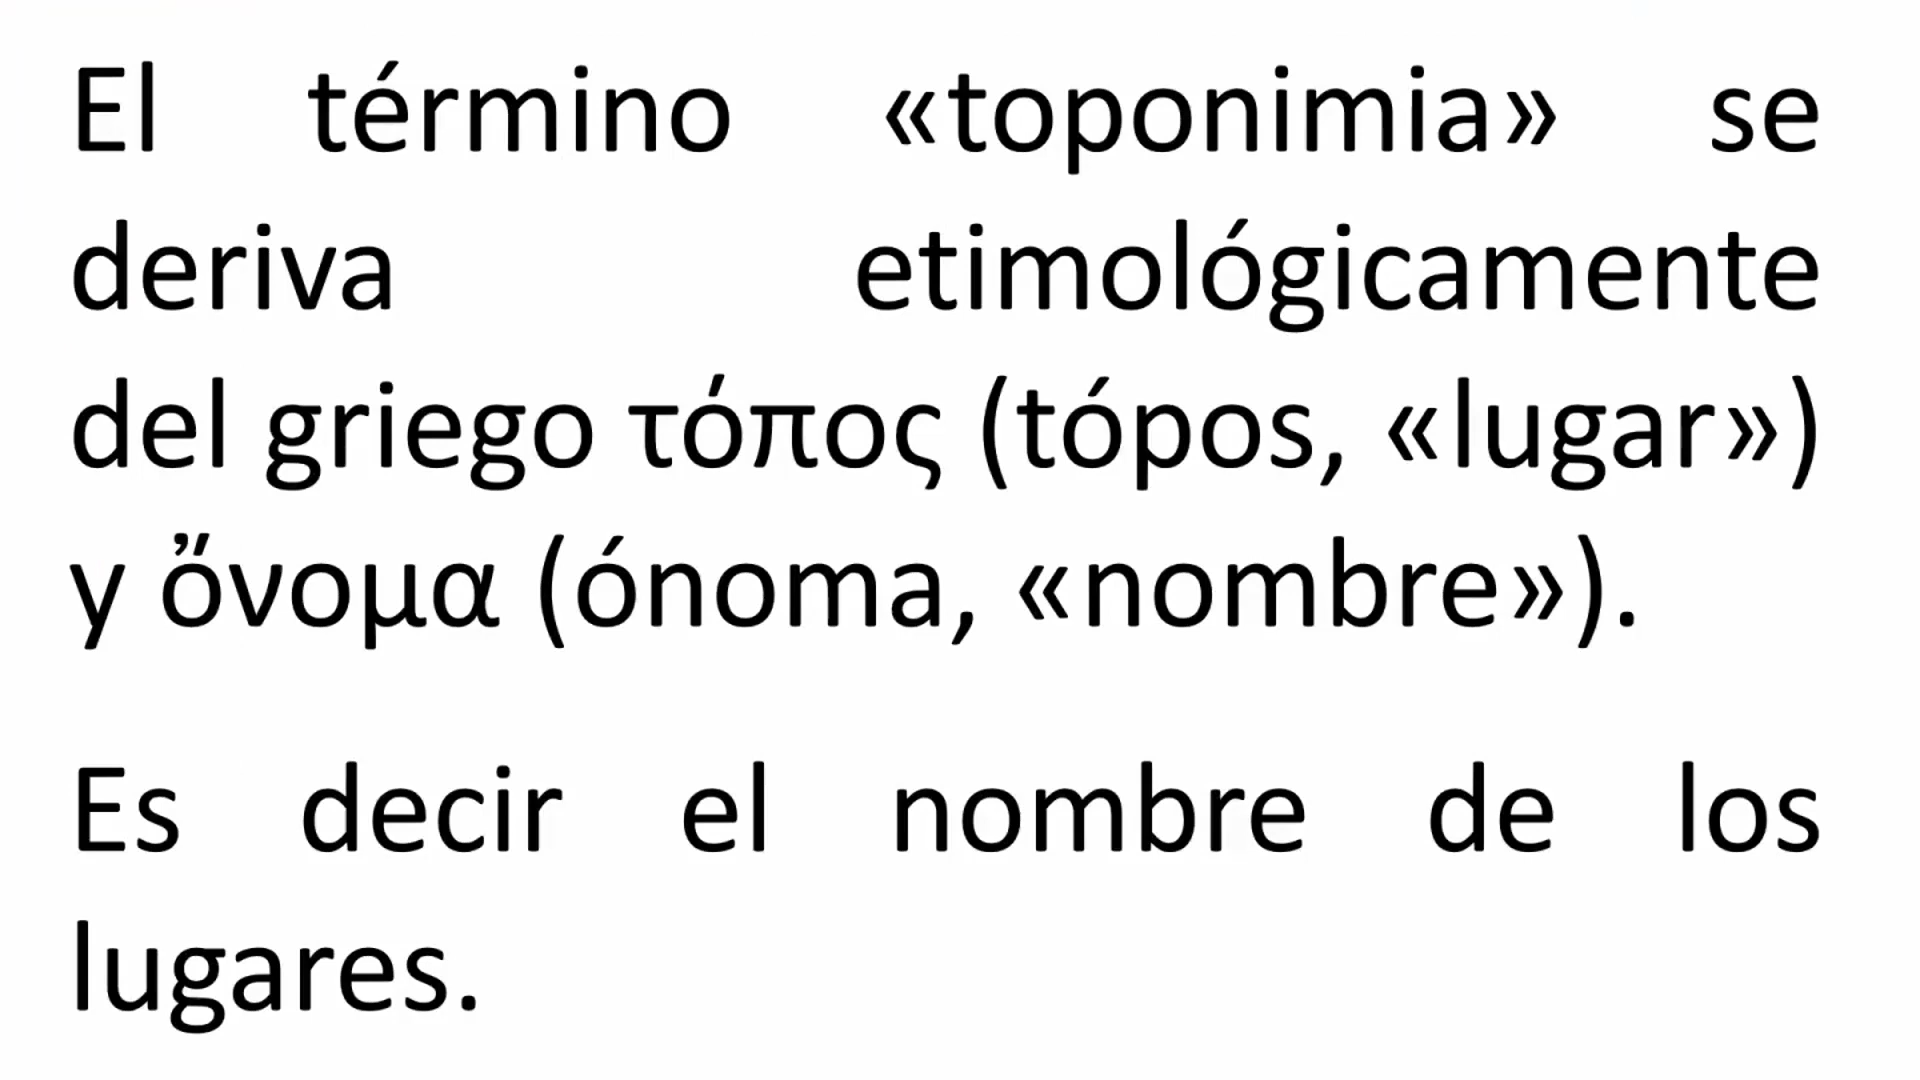 El término «toponimia» se
deriva etimológicamente
del griego τόπος (tópos, «lugar»)
y ὄνομα (ónoma, «nombre»).
Es decir el nombre de los
lugares.